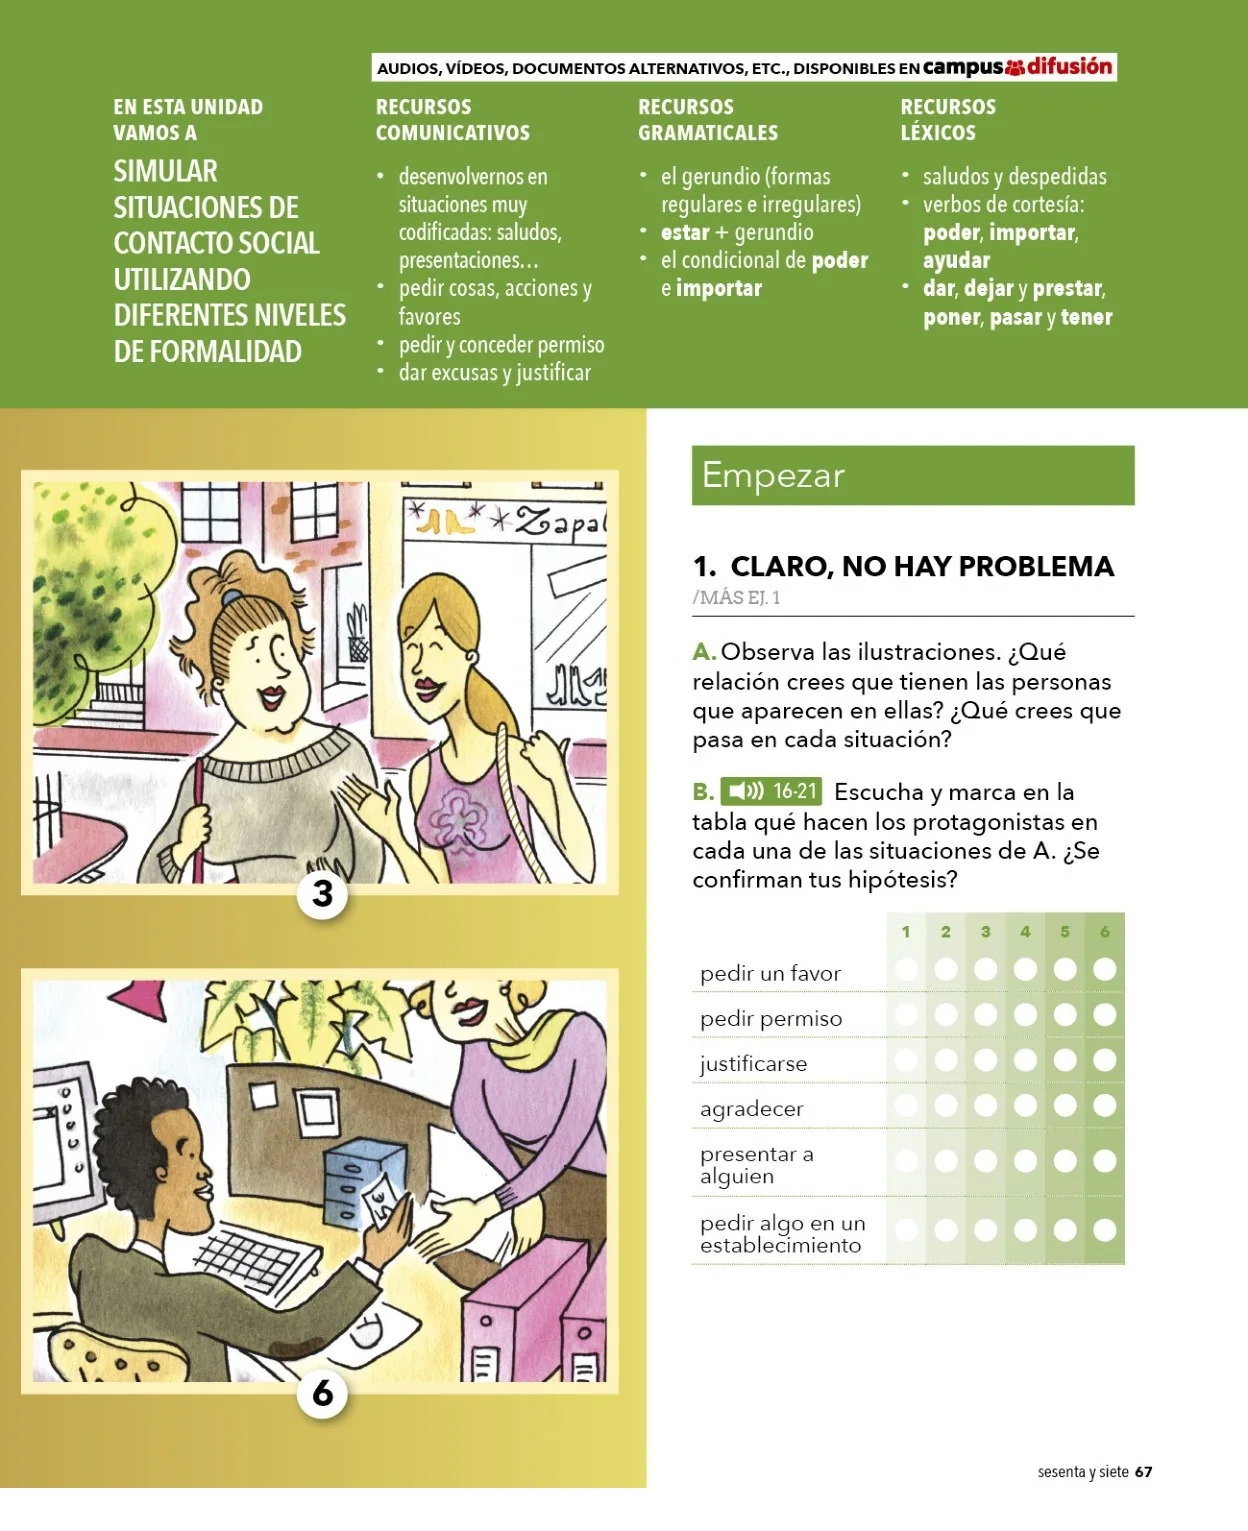 AUDIOS, VÍDEOS, DOCUMENTOS ALTERNATIVOS, ETC., DISPONIBLES EN campus difusión
EN ESTA UNIDAD
VAMOS A
SIMULAR
SITUACIONES DE
CONTACTO SOCIAL
UTILIZANDO
DIFERENTES NIVELES
DE FORMALIDAD
RECURSOS
COMUNICATIVOS
• desenvolvernos en
situaciones muy
codificadas: saludos,
presentaciones...
• pedir cosas, acciones y
favores
• pedir y conceder permiso
• dar excusas y justificar
RECURSOS
GRAMATICALES
• el gerundio (formas
regulares e irregulares)
• estar + gerundio
• el condicional de poder
e importar
RECURSOS
LÉXICOS
• saludos y despedidas
• verbos de cortesía:
poder, importar,
ayudar
• dar, dejar y prestar,
poner, pasar y tener
Zapa
3
5€
6
Empezar
1. CLARO, NO HAY PROBLEMA
/MÁS EJ. 1
A. Observa las ilustraciones. ¿Qué
relación crees que tienen las personas
que aparecen en ellas? ¿Qué crees que
pasa en cada situación?
B. 16-21 Escucha y marca en la
tabla qué hacen los protagonistas en
cada una de las situaciones de A. ¿Se
confirman tus hipótesis?
1 2 3 4 5 6
pedir un favor
pedir permiso
justificarse
agradecer
presentar a
alguien
pedir algo en un
establecimiento
sesenta y siete 67